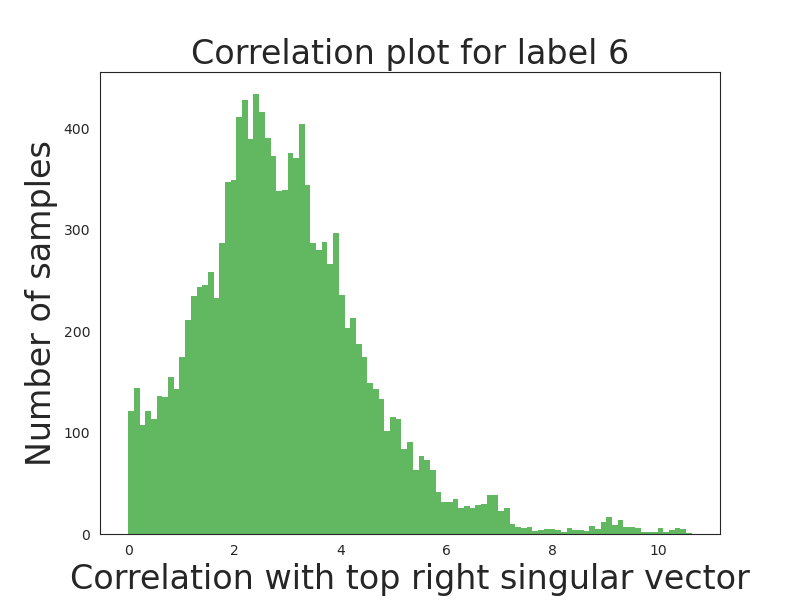 Correlation plot for label 6
Number of samples
400
300
200
100
0
0 2 4 6 8 10
Correlation with top right singular vector